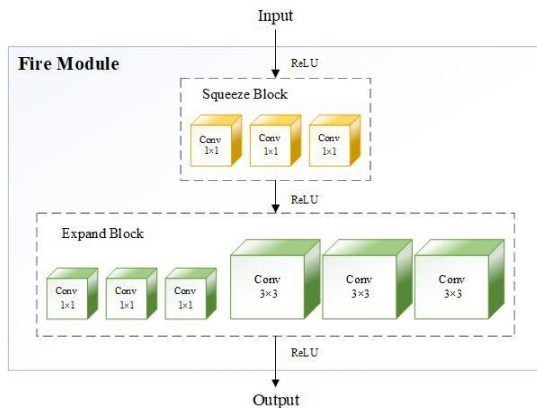 Input
ReLU
Fire Module
Squeeze Block
Conv
1×1
Conv
1×1
Conv
1×1
ReLU
Expand Block
Conv
1×1
Conv
1×1
Conv
1×1
Conv
3×3
Conv
3×3
Conv
3×3
ReLU
Output